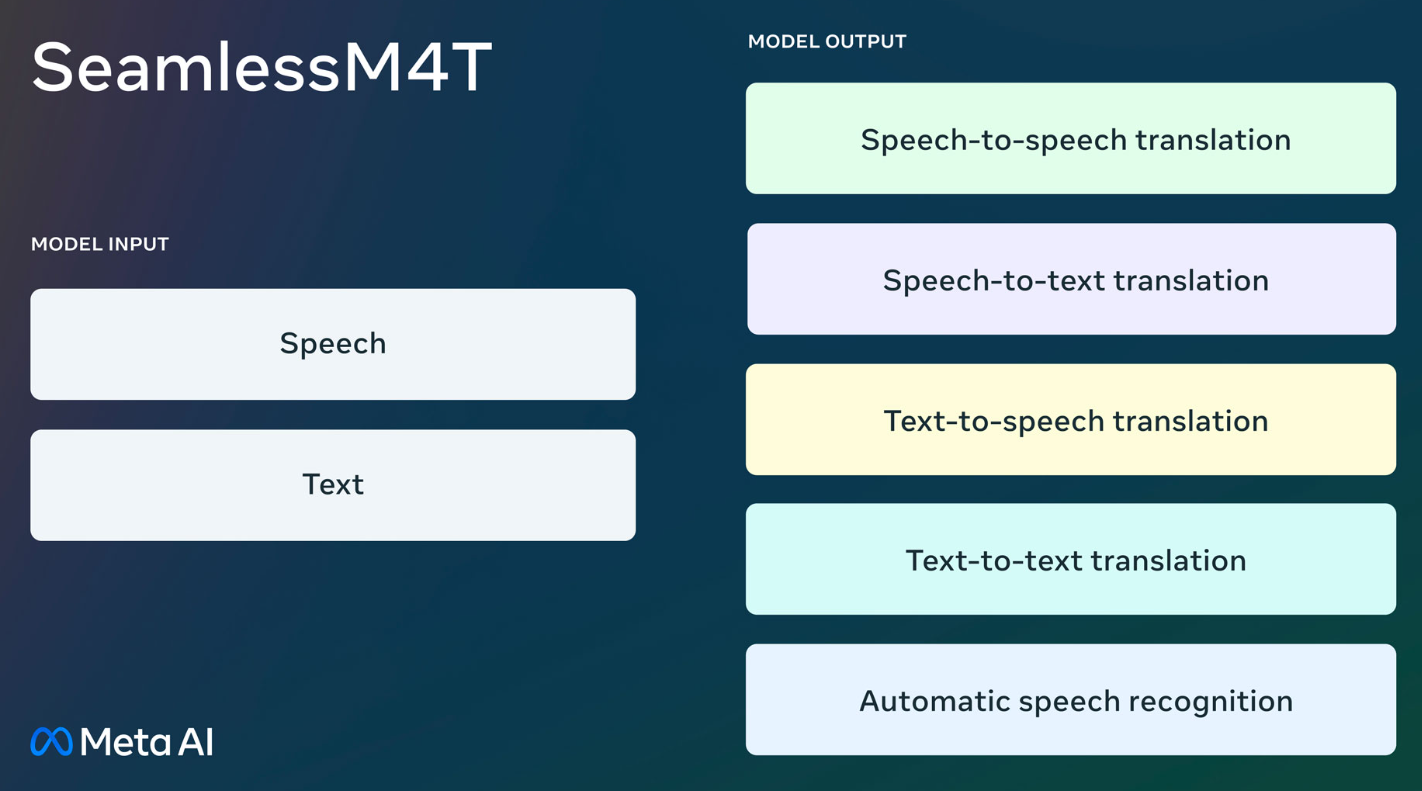 SeamlessM4T
MODEL INPUT
Speech
Text
MODEL OUTPUT
Speech-to-speech translation
Speech-to-text translation
Text-to-speech translation
Text-to-text translation
Automatic speech recognition
Meta AI